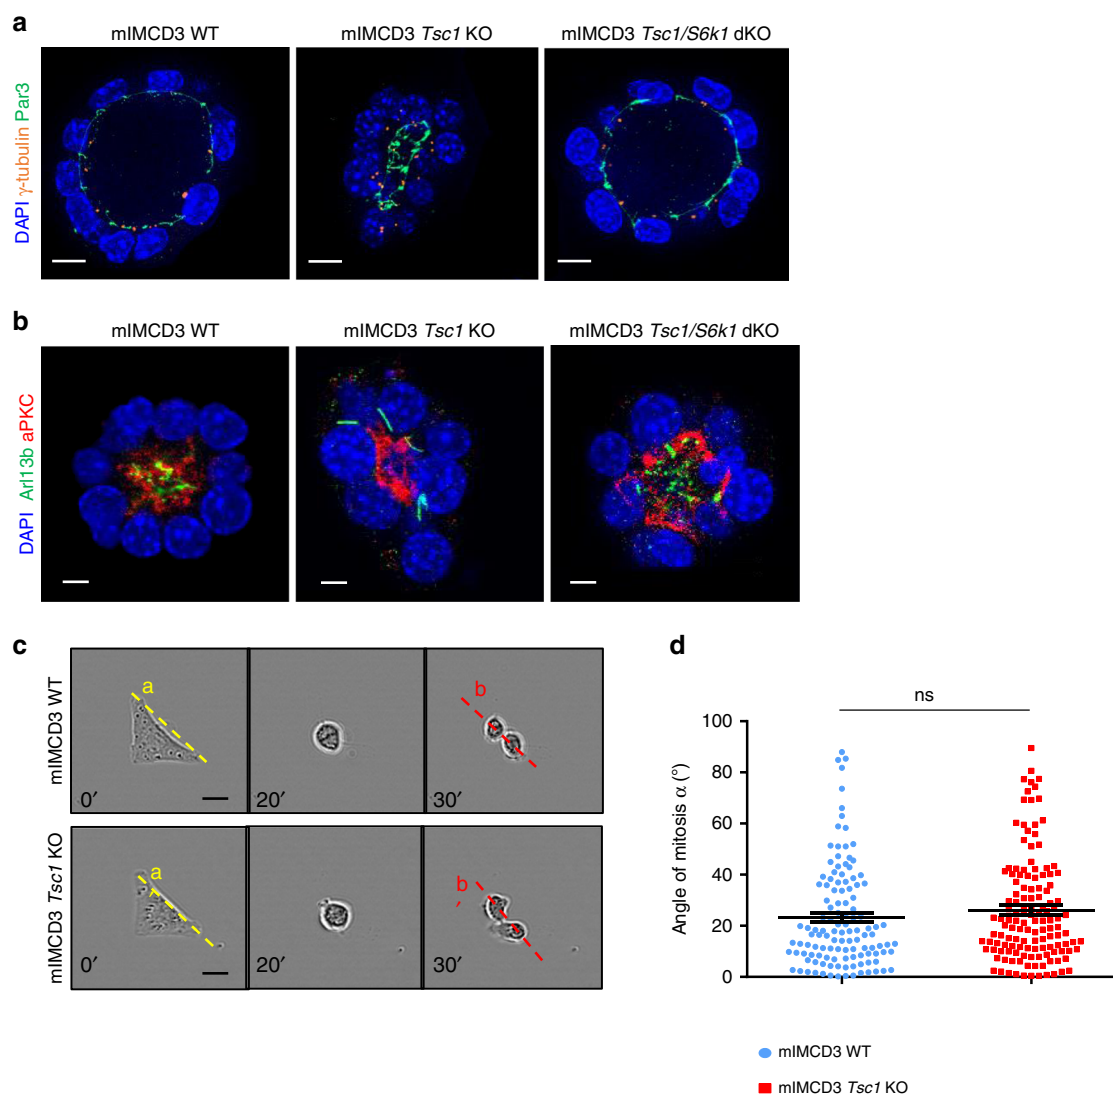 a
mIMCD3 WT
mIMCD3 Tsc1 KO
mIMCD3 Tsc1/S6k1 dKO
DAPI γ-tubulin Par3
b
mIMCD3 WT
mIMCD3 Tsc1 KO
mIMCD3 Tsc1/S6k1 dKO
DAPI Arl13b aPKC
c
mIMCD3 WT
a
0′
20′
b
30′
mIMCD3 Tsc1 KO
a
0′
20′
b
′
30′
d
ns
Angle of mitosis α (°)
100
80
60
40
20
0
mIMCD3 WT
mIMCD3 Tsc1 KO